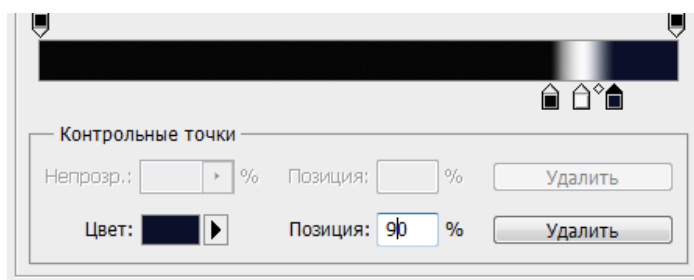 Контрольные точки
Непрозр.: % Позиция: % Удалить
Цвет: Позиция: 90 % Удалить